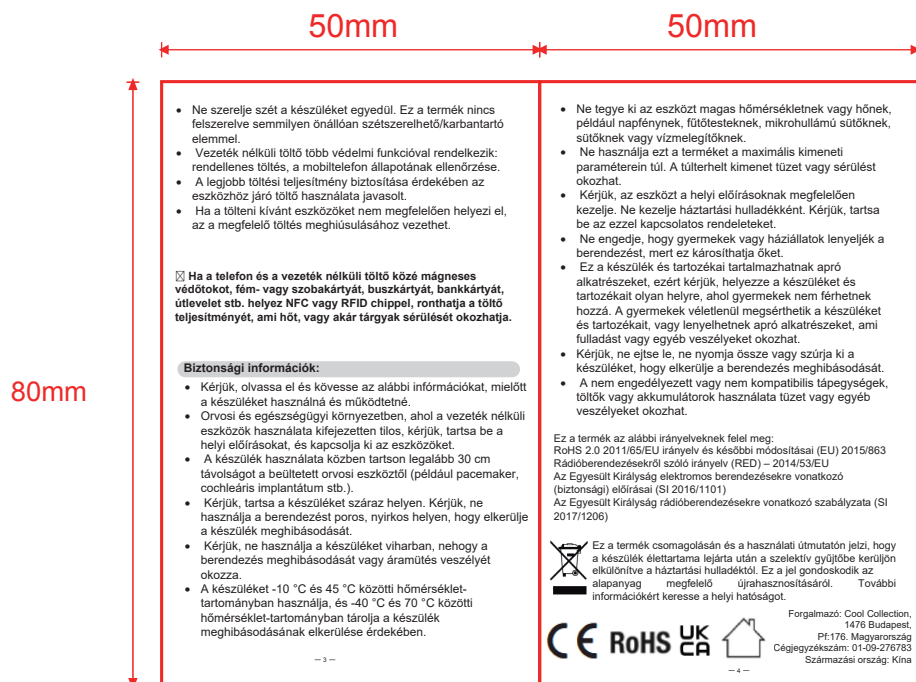 50mm
50mm
80mm
• Ne szerelje szét a készüléket egyedül. Ez a termék nincs
felszerelve semmilyen önállóan szétszerelhető/karbantartó
elemmel.
• Vezeték nélküli töltő több védelmi funkcióval rendelkezik:
rendellenes töltés, a mobiltelefon állapotának ellenőrzése.
• A legjobb töltési teljesítmény biztosítása érdekében az
eszközhöz járó töltő használata javasolt.
• Ha a tölteni kívánt eszközöket nem megfelelően helyezi el,
az a megfelelő töltés meghiúsulásához vezethet.
Ha a telefon és a vezeték nélküli töltő közé mágneses
védőtokot, fém- vagy szobakártyát, buszkártyát, bankkártyát,
útlevelet stb. helyez NFC vagy RFID chippel, ronthatja a töltő
teljesítményét, ami hőt, vagy akár tárgyak sérülését okozhatja.
Biztonsági információk:
• Kérjük, olvassa el és kövesse az alábbi infórmációkat, mielőtt
a készüléket használná és működtetné.
• Orvosi és egészségügyi környezetben, ahol a vezeték nélküli
eszközök használata kifejezetten tilos, kérjük, tartsa be a
helyi előírásokat, és kapcsolja ki az eszközöket.
• A készülék használata közben tartson legalább 30 cm
távolságot a beültetett orvosi eszköztől (például pacemaker,
cochleáris implantátum stb.).
• Kérjük, tartsa a készüléket száraz helyen. Kérjük, ne
használja a berendezést poros, nyirkos helyen, hogy elkerülje
a készülék meghibásodását.
• Kérjük, ne használja a készüléket viharban, nehogy a
berendezés meghibásodását vagy áramütés veszélyét
okozza.
• A készüléket -10 °C és 45 °C közötti hőmérséklet-
tartományban használja, és -40 °C és 70 °C közötti
hőmérséklet-tartományban tárolja a készülék
meghibásodásának elkerülése érdekében.
— 3 —
• Ne tegye ki az eszközt magas hőmérsékletnek vagy hőnek,
például napfénynek, fűtőtesteknek, mikrohullámú sütőknek,
sütőknek vagy vízmelegítőknek.
• Ne használja ezt a terméket a maximális kimeneti
paraméterein túl. A túlterhelt kimenet tüzet vagy sérülést
okozhat.
• Kérjük, az eszközt a helyi előírásoknak megfelelően
kezelje. Ne kezelje háztartási hulladékként. Kérjük, tartsa
be az ezzel kapcsolatos rendeleteket.
• Ne engedje, hogy gyermekek vagy háziállatok lenyeljék a
berendezést, mert ez károsíthatja őket.
• Ez a készülék és tartozékai tartalmazhatnak apró
alkatrészeket, ezért kérjük, helyezze a készüléket és
tartozékait olyan helyre, ahol gyermekek nem férhetnek
hozzá. A gyermekek véletlenül megsérthetik a készüléket
és tartozékait, vagy lenyelhetnek apró alkatrészeket, ami
fulladást vagy egyéb veszélyeket okozhat.
• Kérjük, ne ejtse le, ne nyomja össze vagy szúrja ki a
készüléket, hogy elkerülje a berendezés meghibásodását.
• A nem engedélyezett vagy nem kompatibilis tápegységek,
töltők vagy akkumulátorok használata tüzet vagy egyéb
veszélyeket okozhat.
Ez a termék az alábbi irányelveknek felel meg:
RoHS 2.0 2011/65/EU irányelv és későbbi módosításai (EU) 2015/863
Rádióberendezésekről szóló irányelv (RED) – 2014/53/EU
Az Egyesült Királyság elektromos berendezésekre vonatkozó
(biztonsági) előírásai (SI 2016/1101)
Az Egyesült Királyság rádióberendezésekre vonatkozó szabályzata (SI
2017/1206)
Ez a termék csomagolásán és a használati útmutatón jelzi, hogy
a készülék élettartama lejárta után a szelektív gyűjtőbe kerüljön
elkülönítve a háztartási hulladéktól. Ez a jel gondoskodik az
alapanyag megfelelő újrahasznosításáról. További
információkért keresse a helyi hatóságot.
CE RoHS UK
CA
Forgalmazó: Cool Collection,
1476 Budapest,
Pf:176. Magyarország
Cégjegyzékszám: 01-09-276783
Származási ország: Kína
— 4 —